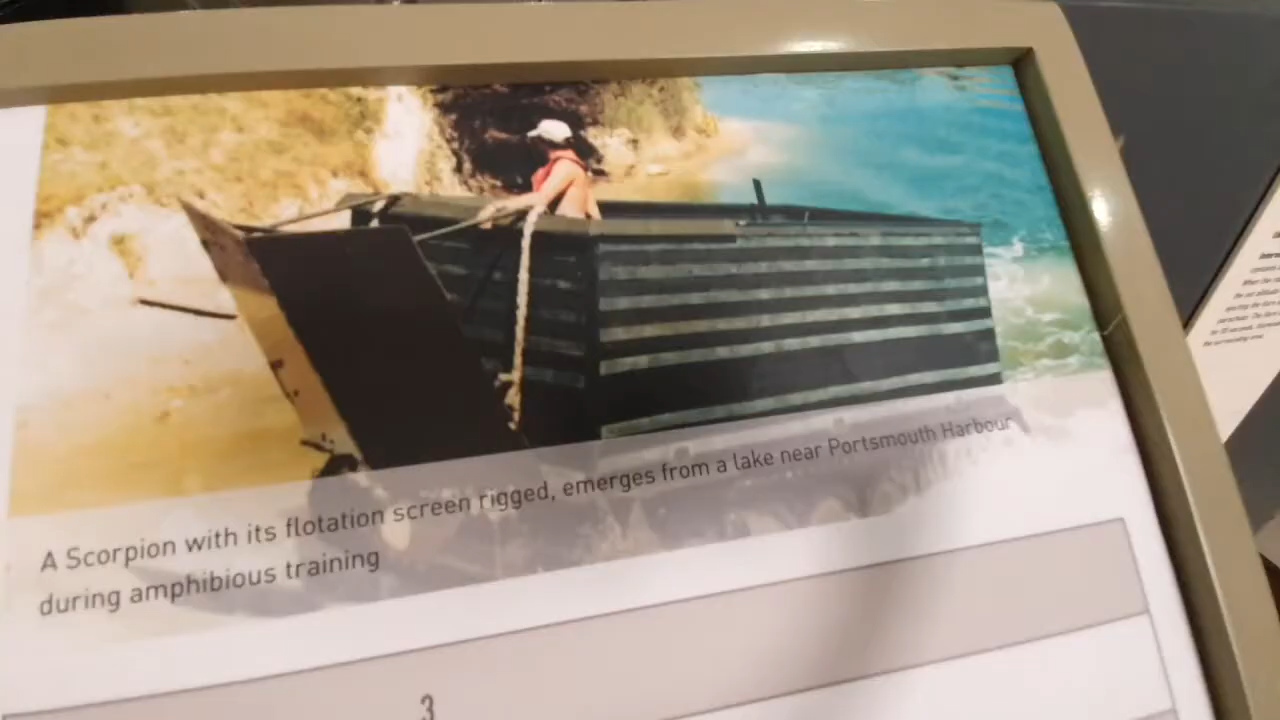 A Scorpion with its flotation screen rigged, emerges from a lake near Portsmouth Harbour
during amphibious training
3